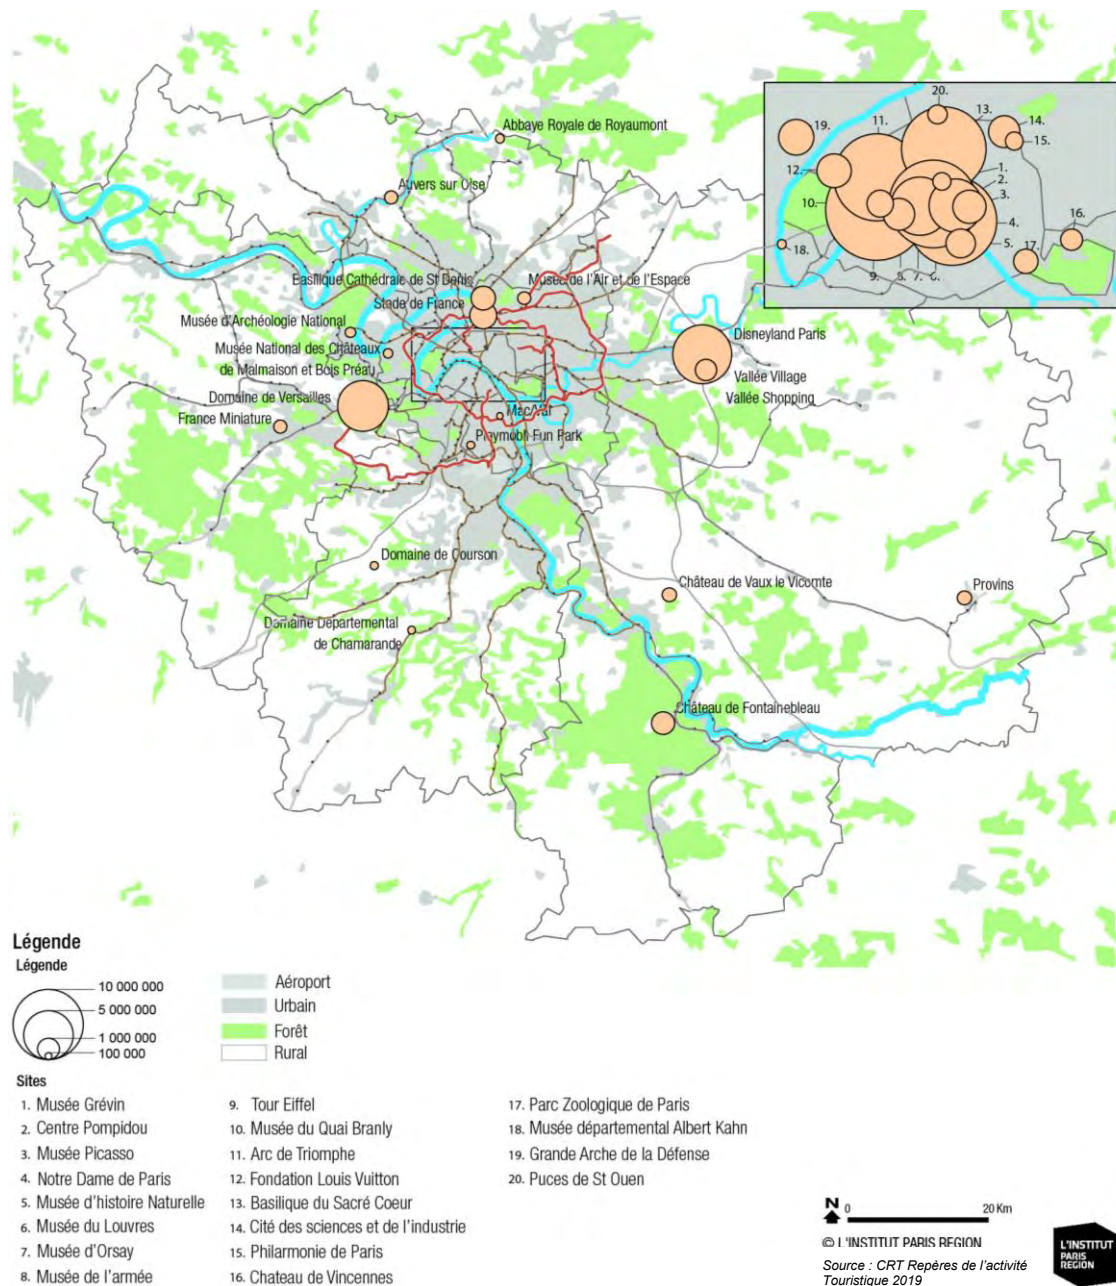 Abbaye Royale de Royaumont
Auvers sur Oise
Basilique Cathédrale de St Denis
Musée de l'Air et de l'Espace
Stade de France
Musée d'Archéologie National
Musée National des Châteaux
de Malmaison et Bois Préau
Disneyland Paris
Vallée Village
Vallée Shopping
Domaine de Versailles
France Miniature
Mac/Val
Playmobil Fun Park
Domaine de Courson
Château de Vaux le Vicomte
Provins
Domaine Départemental
de Chamarande
Château de Fontainebleau
20.
19.
11.
13.
14.
15.
12.
1.
2.
3.
10.
4.
16.
18.
5.
17.
9.
8.
7.
6.
Légende
Légende
10 000 000
5 000 000
1 000 000
100 000
Aéroport
Urbain
Forêt
Rural
Sites
1. Musée Grévin
2. Centre Pompidou
3. Musée Picasso
4. Notre Dame de Paris
5. Musée d'histoire Naturelle
6. Musée du Louvres
7. Musée d'Orsay
8. Musée de l'armée
9. Tour Eiffel
10. Musée du Quai Branly
11. Arc de Triomphe
12. Fondation Louis Vuitton
13. Basilique du Sacré Coeur
14. Cité des sciences et de l'industrie
15. Philarmonie de Paris
16. Chateau de Vincennes
17. Parc Zoologique de Paris
18. Musée départemental Albert Kahn
19. Grande Arche de la Défense
20. Puces de St Ouen
N
0 20 Km
© L'INSTITUT PARIS REGION
Source : CRT Repères de l'activité
Touristique 2019
L'INSTITUT
PARIS
REGION